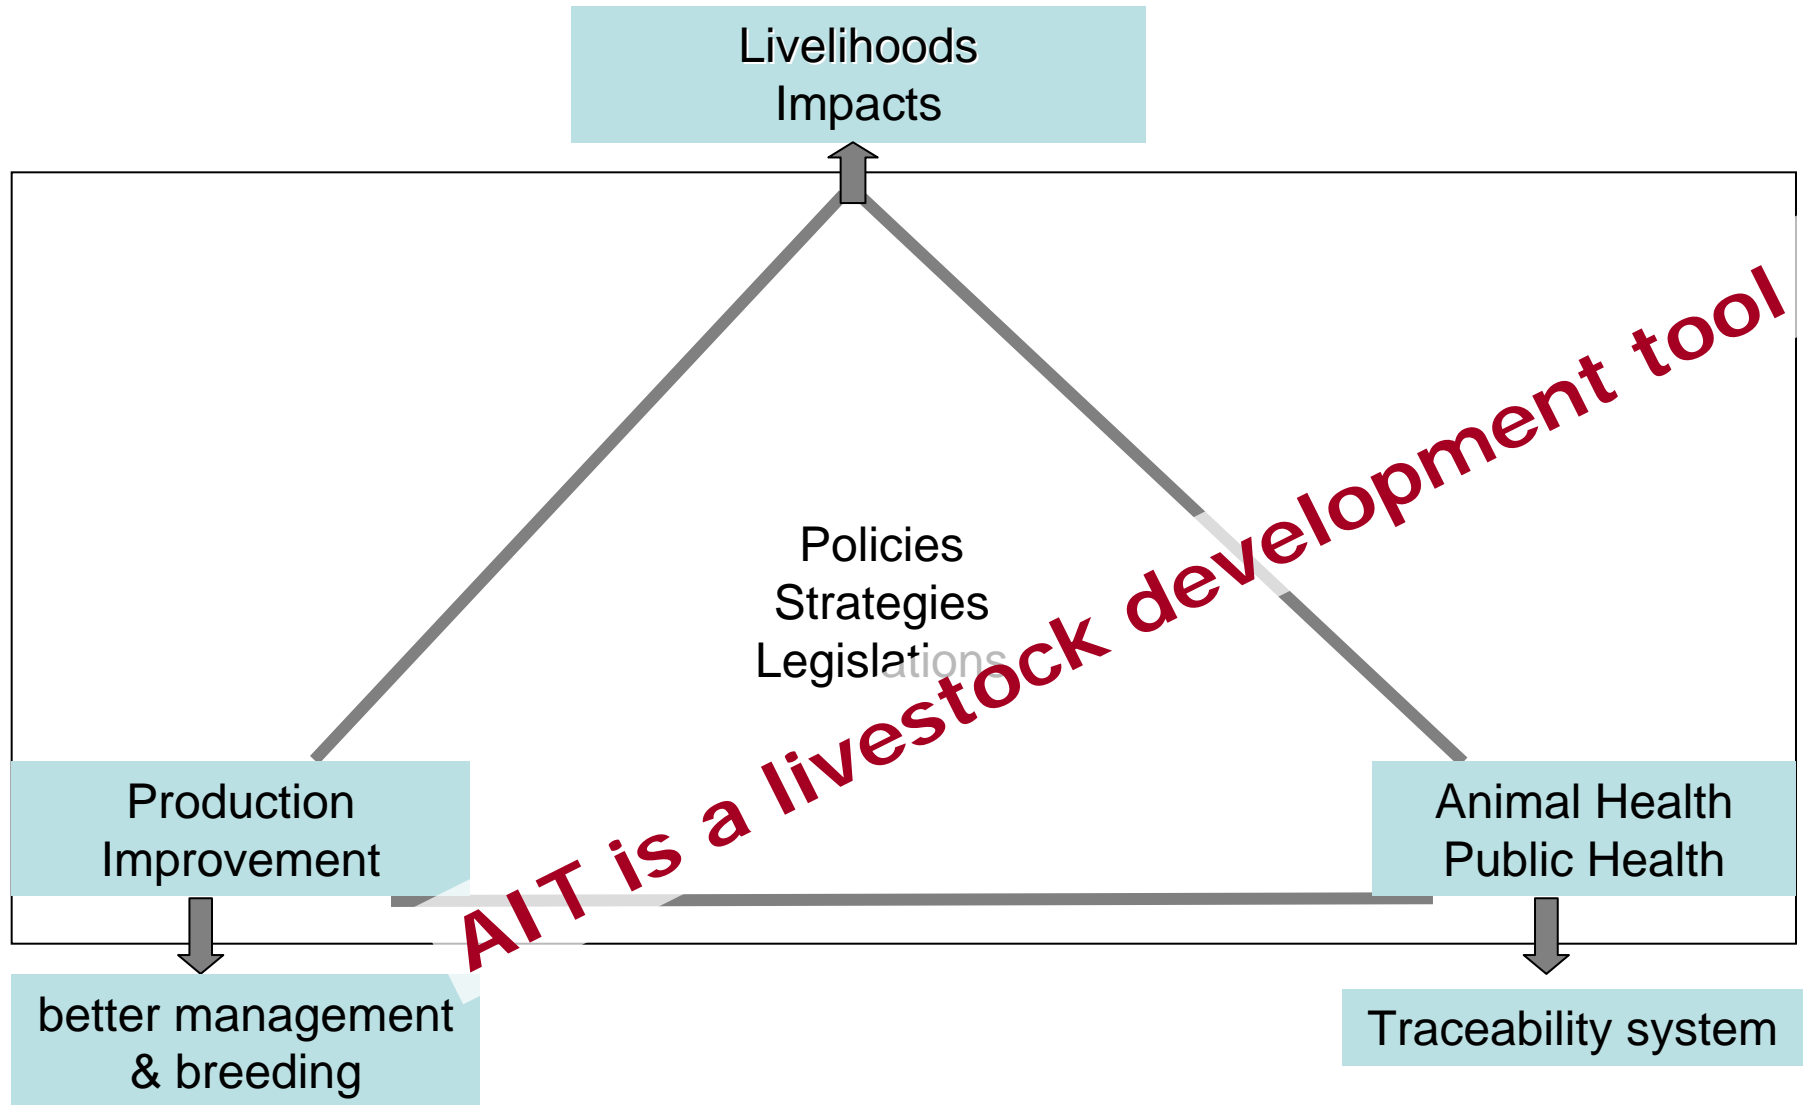 Livelihoods
Impacts
Policies
Strategies
Legislations
AIT is a livestock development tool
Production
Improvement
Animal Health
Public Health
better management
& breeding
Traceability system